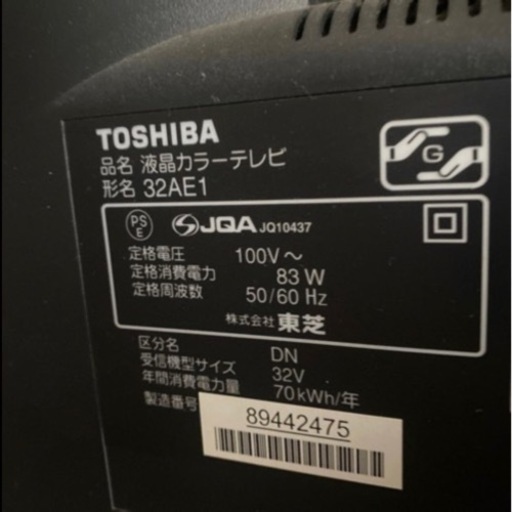 TOSHIBA
品名 液晶カラーテレビ
形名 32AE1
G
PS
E
JQA JQ10437
定格電圧 100V～
定格消費電力 83 W
定格周波数 50/60 Hz
株式会社 東芝
区分名 DN
受信機型サイズ 32V
年間消費電力量 70kWh/年
製造番号 89442475